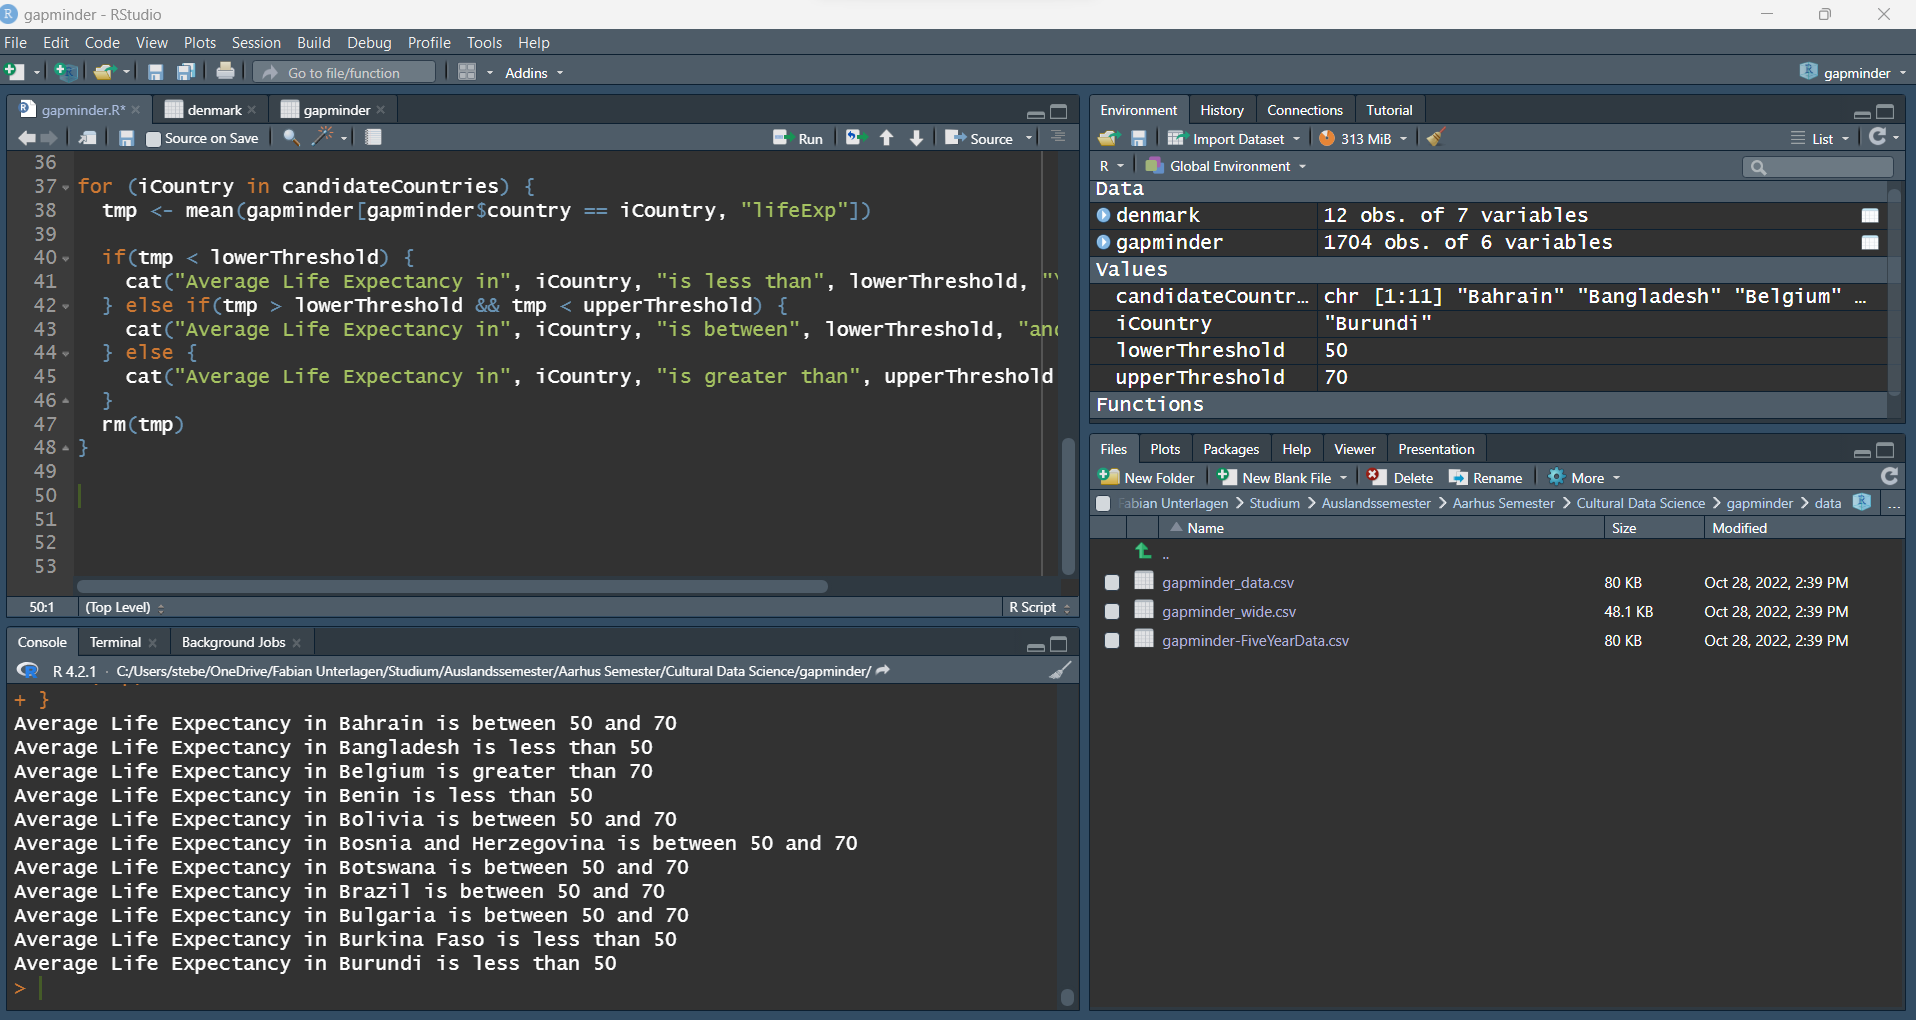 gapminder - RStudio
File Edit Code View Plots Session Build Debug Profile Tools Help
Go to file/function Addins gapminder
gapminder.R* denmark gapminder
Source on Save Run Source
36
37 for (iCountry in candidateCountries) {
38 tmp <- mean(gapminder[gapminder$country == iCountry, "lifeExp"])
39
40 if(tmp < lowerThreshold) {
41 cat("Average Life Expectancy in", iCountry, "is less than", lowerThreshold, "\
42 } else if(tmp > lowerThreshold && tmp < upperThreshold) {
43 cat("Average Life Expectancy in", iCountry, "is between", lowerThreshold, "and
44 } else {
45 cat("Average Life Expectancy in", iCountry, "is greater than", upperThreshold
46 }
47 rm(tmp)
48 }
49
50
51
52
53
50:1 (Top Level) R Script
Console Terminal Background Jobs
R 4.2.1 · C:/Users/stebe/OneDrive/Fabian Unterlagen/Studium/Auslandssemester/Aarhus Semester/Cultural Data Science/gapminder/
+ }
Average Life Expectancy in Bahrain is between 50 and 70
Average Life Expectancy in Bangladesh is less than 50
Average Life Expectancy in Belgium is greater than 70
Average Life Expectancy in Benin is less than 50
Average Life Expectancy in Bolivia is between 50 and 70
Average Life Expectancy in Bosnia and Herzegovina is between 50 and 70
Average Life Expectancy in Botswana is between 50 and 70
Average Life Expectancy in Brazil is between 50 and 70
Average Life Expectancy in Bulgaria is between 50 and 70
Average Life Expectancy in Burkina Faso is less than 50
Average Life Expectancy in Burundi is less than 50
>
Environment History Connections Tutorial
Import Dataset 313 MiB List
R Global Environment
Data
denmark 12 obs. of 7 variables
gapminder 1704 obs. of 6 variables
Values
candidateCountr… chr [1:11] "Bahrain" "Bangladesh" "Belgium" …
iCountry "Burundi"
lowerThreshold 50
upperThreshold 70
Functions
Files Plots Packages Help Viewer Presentation
New Folder New Blank File Delete Rename More
Fabian Unterlagen > Studium > Auslandssemester > Aarhus Semester > Cultural Data Science > gapminder > data ...
Name Size Modified
..
gapminder_data.csv 80 KB Oct 28, 2022, 2:39 PM
gapminder_wide.csv 48.1 KB Oct 28, 2022, 2:39 PM
gapminder-FiveYearData.csv 80 KB Oct 28, 2022, 2:39 PM